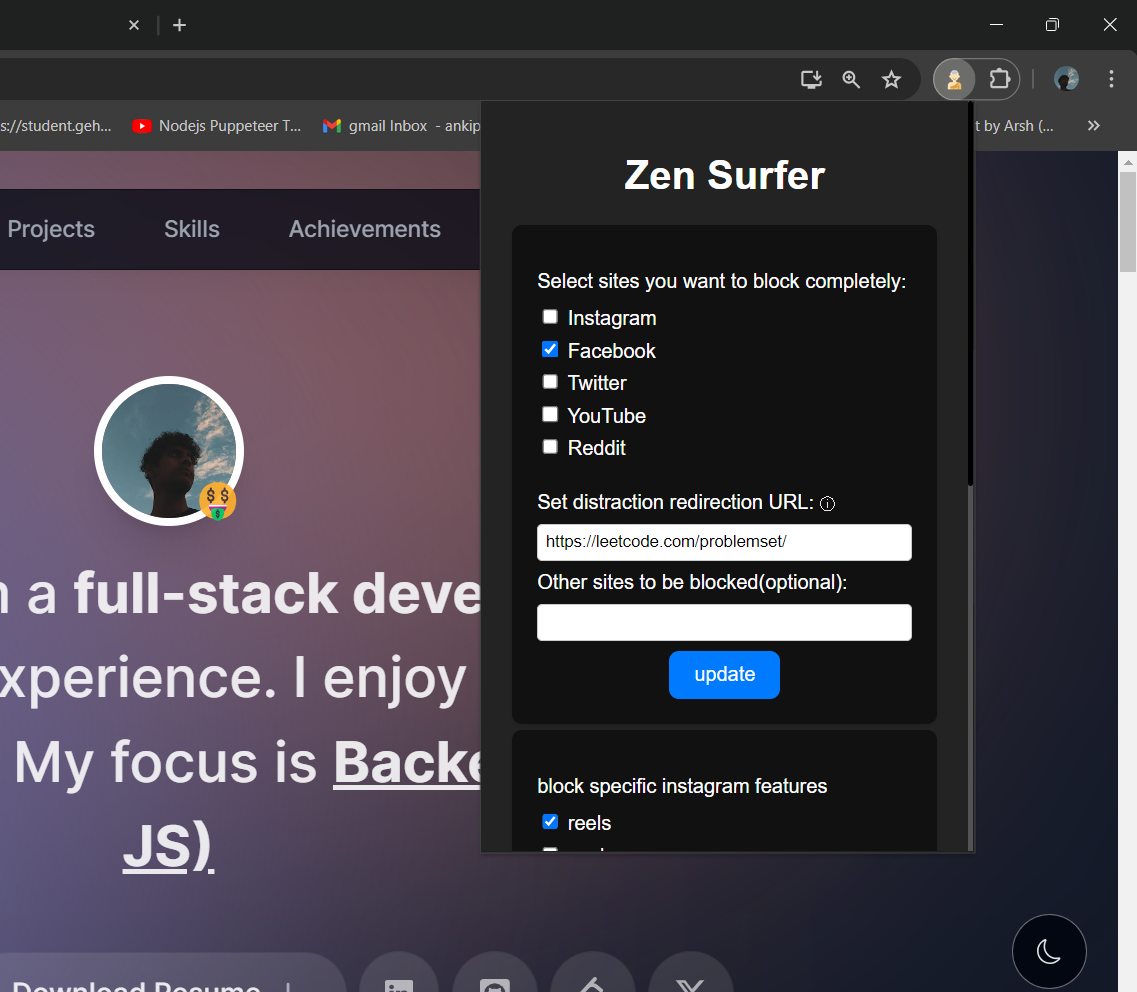 s://student.geh...
Nodejs Puppeteer T...
gmail Inbox - ankip
t by Arsh (...
Projects
Skills
Achievements
a full-stack deve
xperience. I enjoy
My focus is Backe
JS)
Download Resume
Zen Surfer
Select sites you want to block completely:
Instagram
Facebook
Twitter
YouTube
Reddit
Set distraction redirection URL:
https://leetcode.com/problemset/
Other sites to be blocked(optional):
update
block specific instagram features
reels